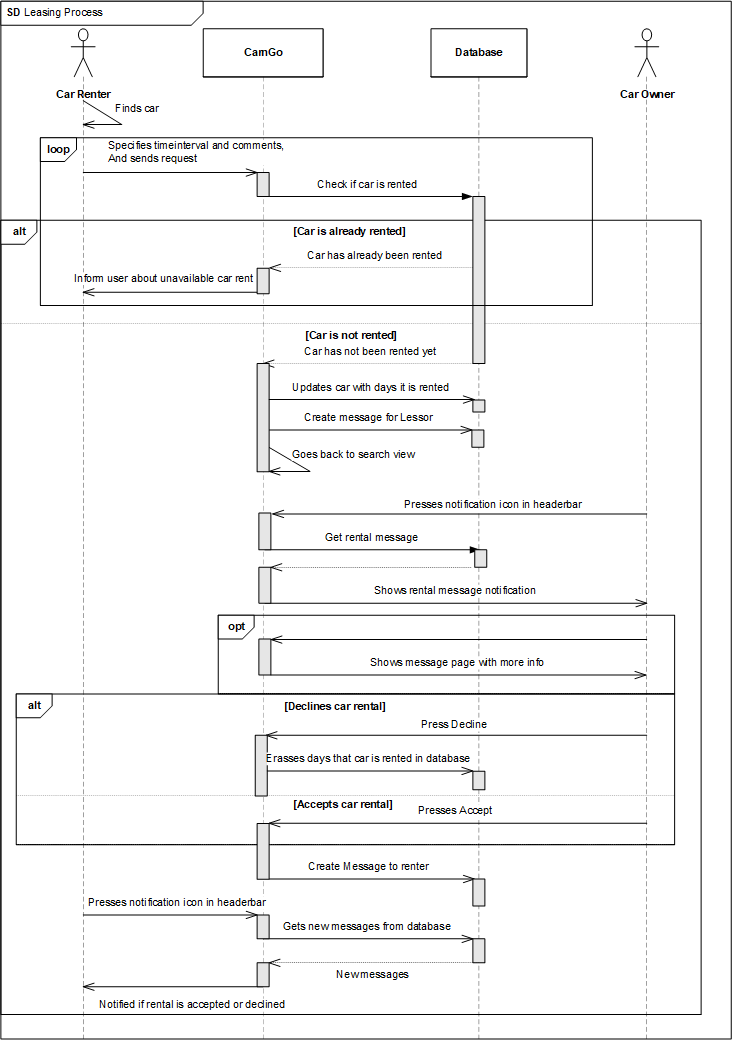 SD Leasing Process
Car Renter
CarnGo
Database
Car Owner
Finds car
loop
Specifies timeinterval and comments,
And sends request
Check if car is rented
alt
[Car is already rented]
Car has already been rented
Inform user about unavailable car rent
[Car is not rented]
Car has not been rented yet
Updates car with days it is rented
Create message for Lessor
Goes back to search view
Presses notification icon in headerbar
Get rental message
Shows rental message notification
opt
Shows message page with more info
alt
[Declines car rental]
Press Decline
Erasses days that car is rented in database
[Accepts car rental]
Presses Accept
Create Message to renter
Presses notification icon in headerbar
Gets new messages from database
New messages
Notified if rental is accepted or declined